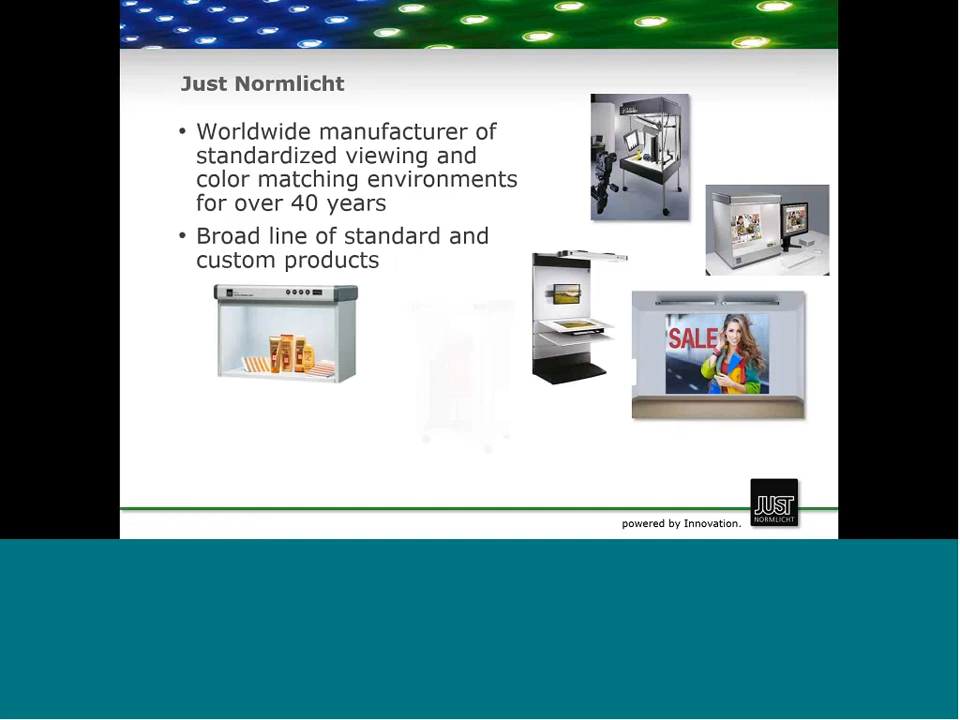 Just Normlicht
• Worldwide manufacturer of
standardized viewing and
color matching environments
for over 40 years
• Broad line of standard and
custom products
SALE
JUST
NORMLICHT
powered by Innovation.